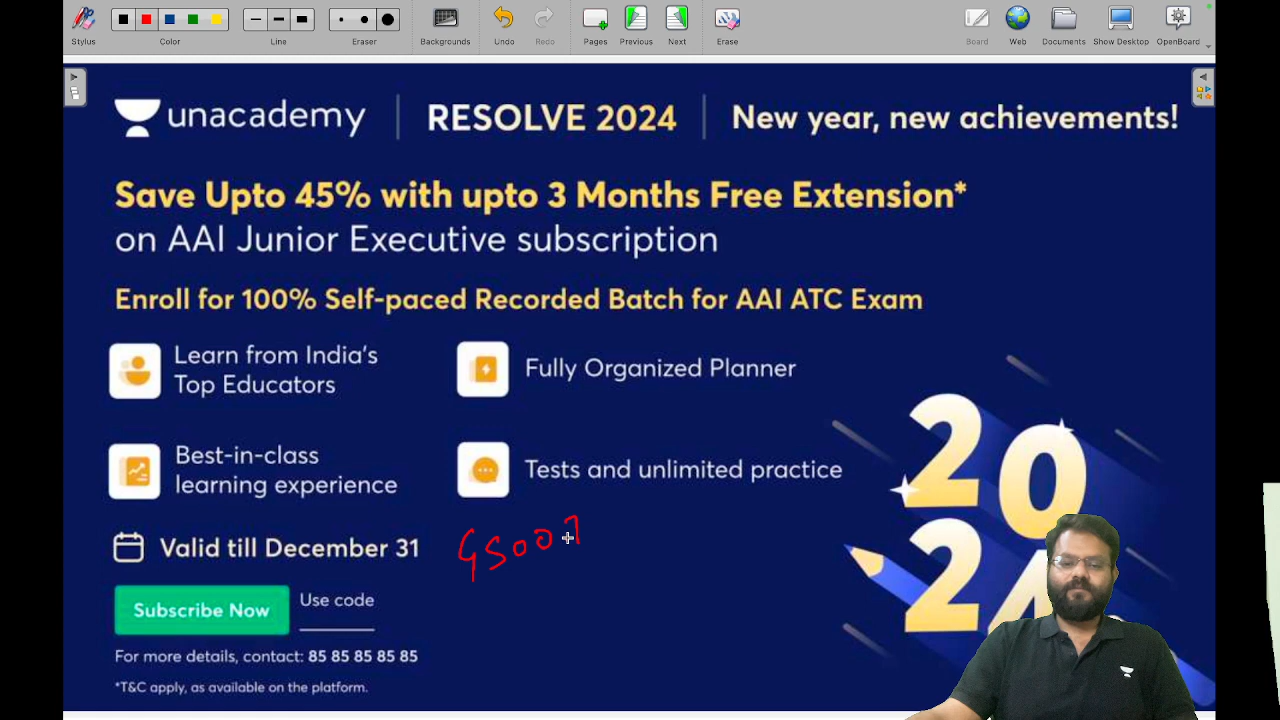 Stylus
Color
Line
Eraser
Backgrounds
Undo
Redo
Pages
Previous
Next
Erase
Board
Web
Documents
Show Desktop
OpenBoard
unacademy
RESOLVE 2024
New year, new achievements!
Save Upto 45% with upto 3 Months Free Extension*
on AAI Junior Executive subscription
Enroll for 100% Self-paced Recorded Batch for AAI ATC Exam
Learn from India's
Top Educators
Fully Organized Planner
Best-in-class
learning experience
Tests and unlimited practice
Valid till December 31
Subscribe Now
Use code
For more details, contact: 85 85 85 85 85
*T&C apply, as available on the platform.
20
24